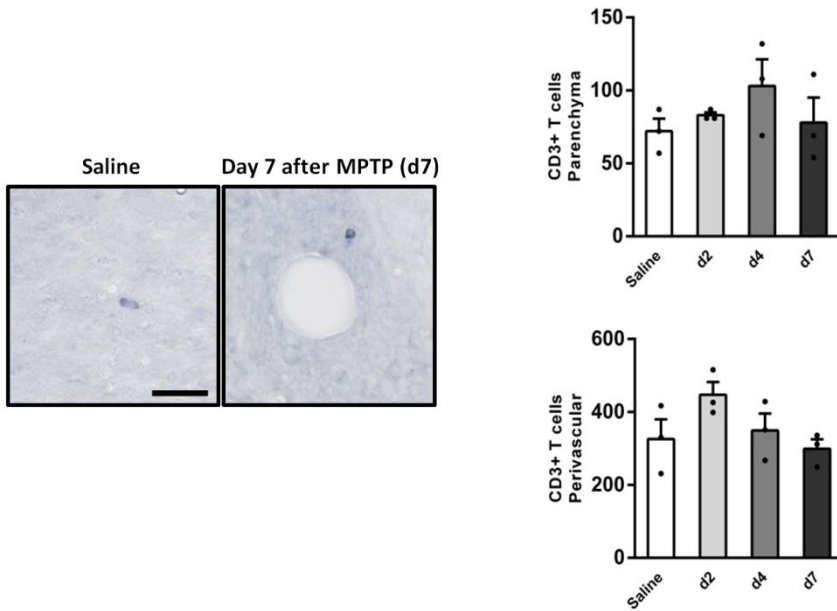 Saline
Day 7 after MPTP (d7)
CD3+ T cells
Parenchyma
150
100
50
0
Saline
d2
d4
d7
CD3+ T cells
Perivascular
600
400
200
0
Saline
d2
d4
d7